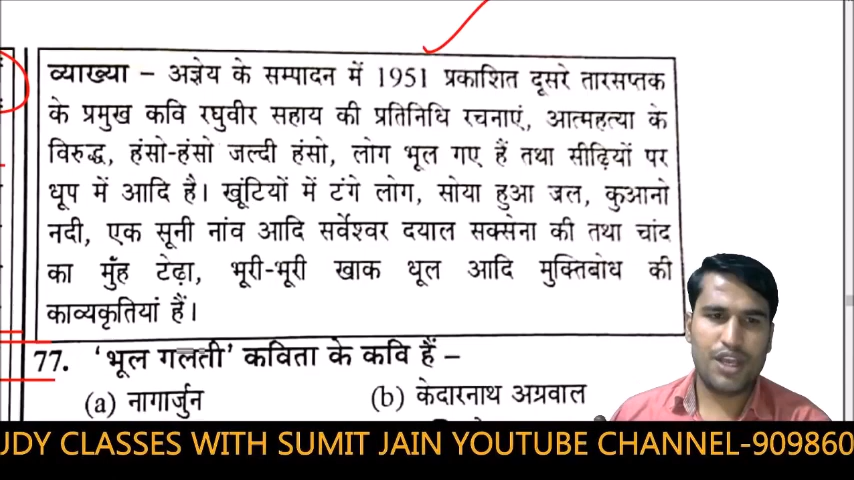 व्याख्या – अज्ञेय के सम्पादन में 1951 प्रकाशित दूसरे तारसप्तक
के प्रमुख कवि रघुवीर सहाय की प्रतिनिधि रचनाएं, आत्महत्या के
विरुद्ध, हंसो-हंसो जल्दी हंसो, लोग भूल गए हैं तथा सीढ़ियों पर
धूप में आदि है। खूंटियों में टंगे लोग, सोया हुआ जल, कुआनो
नदी, एक सूनी नांव आदि सर्वेश्वर दयाल सक्सेना की तथा चांद
का मुँह टेढ़ा, भूरी-भूरी खाक धूल आदि मुक्तिबोध की
काव्यकृतियां हैं।
77. 'भूल गलती' कविता के कवि हैं –
(a) नागार्जुन (b) केदारनाथ अग्रवाल
UDY CLASSES WITH SUMIT JAIN YOUTUBE CHANNEL-909860